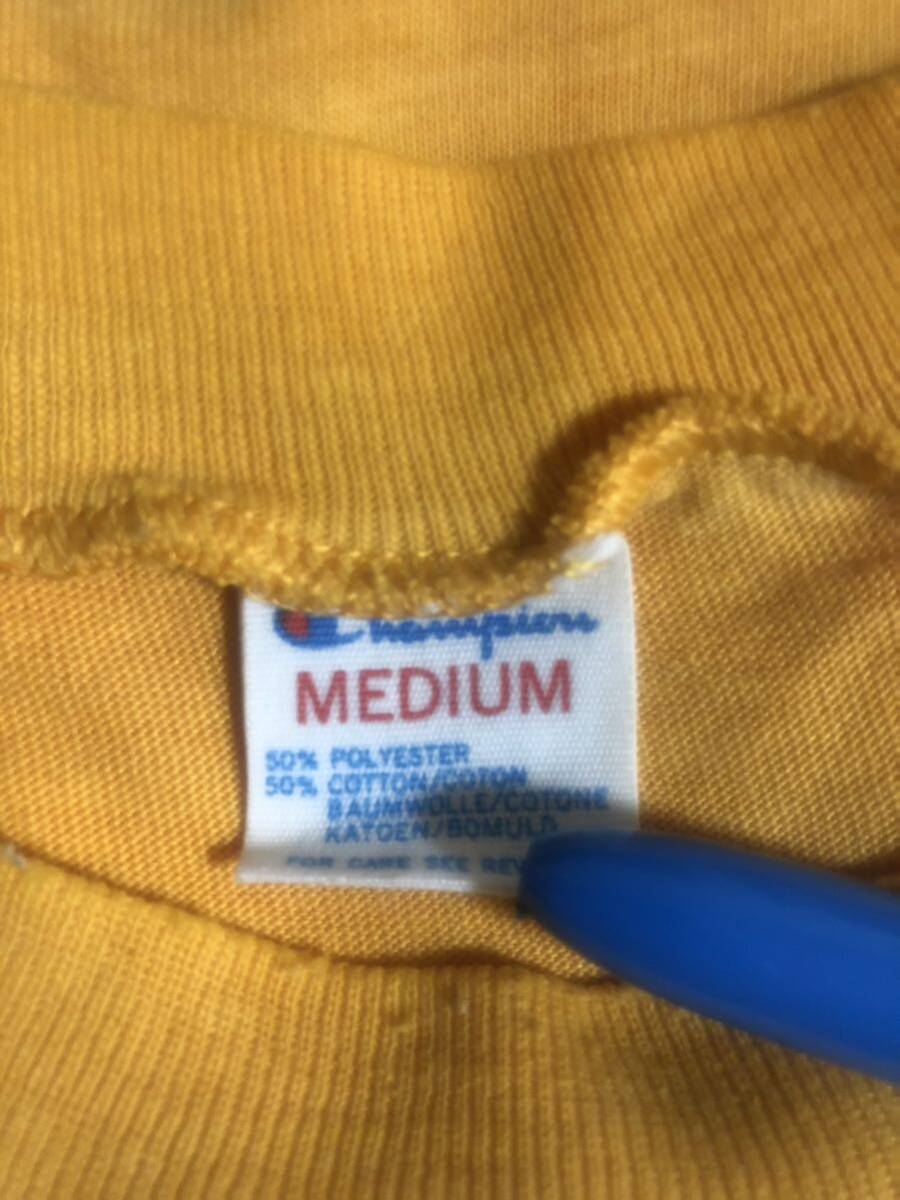 Champion
MEDIUM
50% POLYESTER
50% COTTON/COTON
BAUMWOLLE/COTONE
KATOEN/BOMULD
FOR CARE SEE